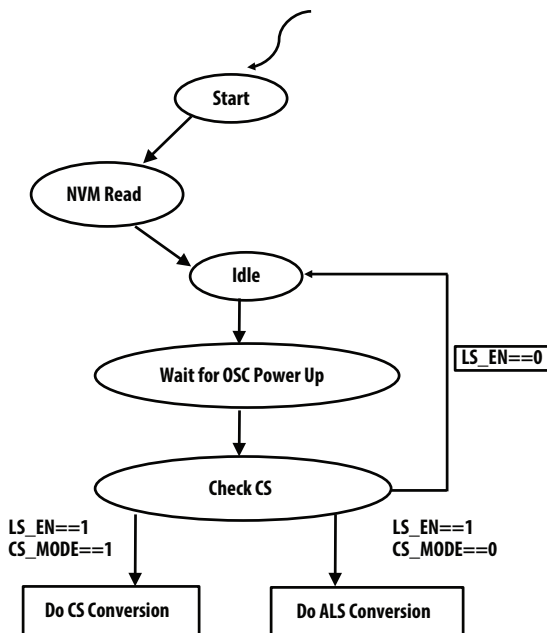 Start
NVM Read
Idle
LS_EN==0
Wait for OSC Power Up
Check CS
LS_EN==1
CS_MODE==1
LS_EN==1
CS_MODE==0
Do CS Conversion
Do ALS Conversion